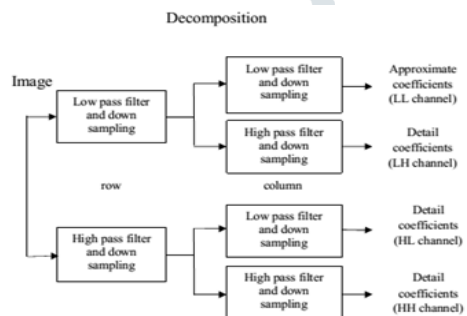 Decomposition
Image
Low pass filter
and down
sampling
Low pass filter
and down
sampling
Approximate
coefficients
(LL channel)
High pass filter
and down
sampling
Detail
coefficients
(LH channel)
row
column
High pass filter
and down
sampling
Low pass filter
and down
sampling
Detail
coefficients
(HL channel)
High pass filter
and down
sampling
Detail
coefficients
(HH channel)